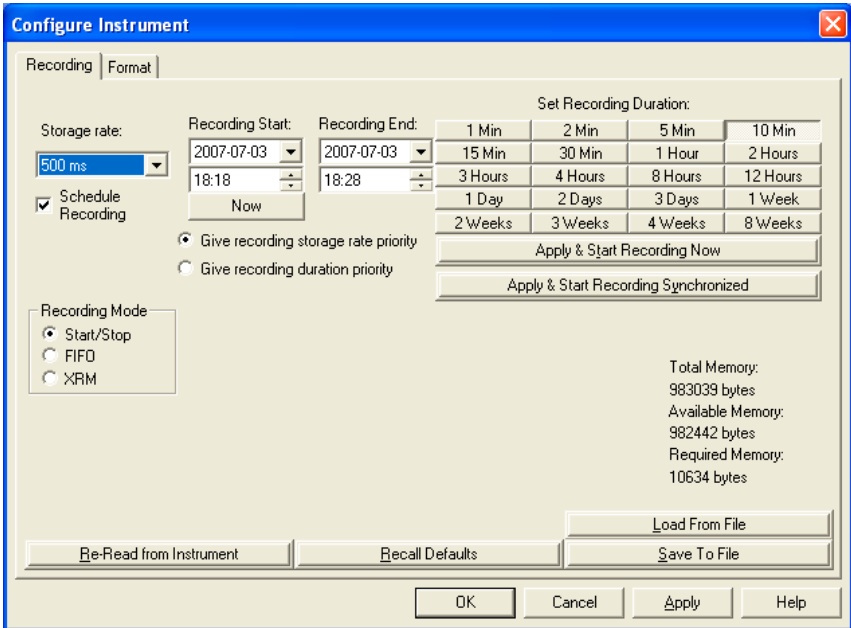 Configure Instrument
Recording
Format
Storage rate:
500 ms
Schedule
Recording
Recording Start:
2007-07-03
18:18
Now
Recording End:
2007-07-03
18:28
Give recording storage rate priority
Give recording duration priority
Set Recording Duration:
1 Min 2 Min 5 Min 10 Min
15 Min 30 Min 1 Hour 2 Hours
3 Hours 4 Hours 8 Hours 12 Hours
1 Day 2 Days 3 Days 1 Week
2 Weeks 3 Weeks 4 Weeks 8 Weeks
Apply & Start Recording Now
Apply & Start Recording Synchronized
Recording Mode
Start/Stop
FIFO
XRM
Total Memory:
983039 bytes
Available Memory:
982442 bytes
Required Memory:
10634 bytes
Load From File
Re-Read from Instrument
Recall Defaults
Save To File
OK
Cancel
Apply
Help